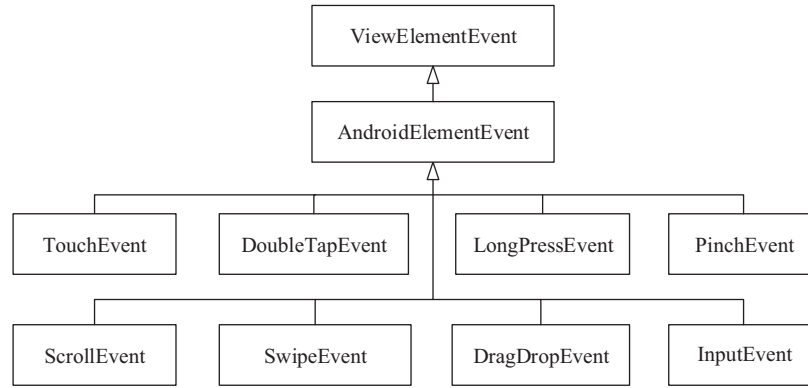 ViewElementEvent
AndroidElementEvent
TouchEvent
DoubleTapEvent
LongPressEvent
PinchEvent
ScrollEvent
SwipeEvent
DragDropEvent
InputEvent